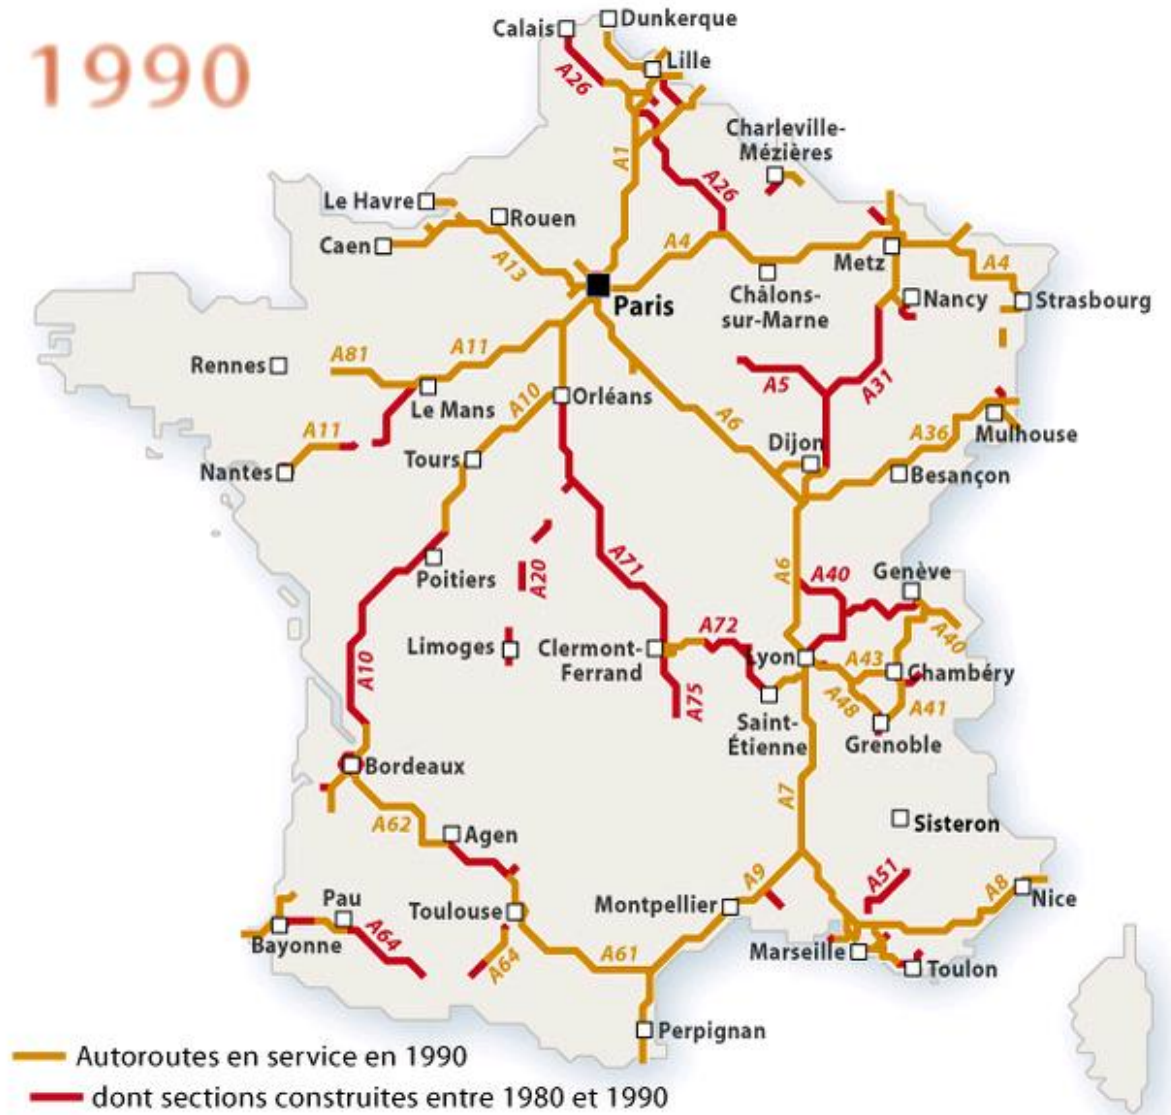 1990
Calais
Dunkerque
Lille
A26
A1
Charleville-
Mézières
A26
Le Havre
Rouen
Caen
A13
A4
Metz
A4
Paris
Châlons-
sur-Marne
Nancy
Strasbourg
Rennes
A81
A11
Le Mans
A10
Orléans
A5
A31
A6
A11
Nantes
Tours
Dijon
A36
Mulhouse
Besançon
Poitiers
A20
A71
A6
A40
Genève
Limoges
Clermont-
Ferrand
A72
Lyon
A43
A40
Chambéry
A10
A75
Saint-
Étienne
A48
A41
Grenoble
Bordeaux
A7
A62
Agen
Sisteron
A9
A51
A8
Nice
Pau
Toulouse
Montpellier
Bayonne
A64
A64
A61
Marseille
Toulon
Perpignan
Autoroutes en service en 1990
dont sections construites entre 1980 et 1990